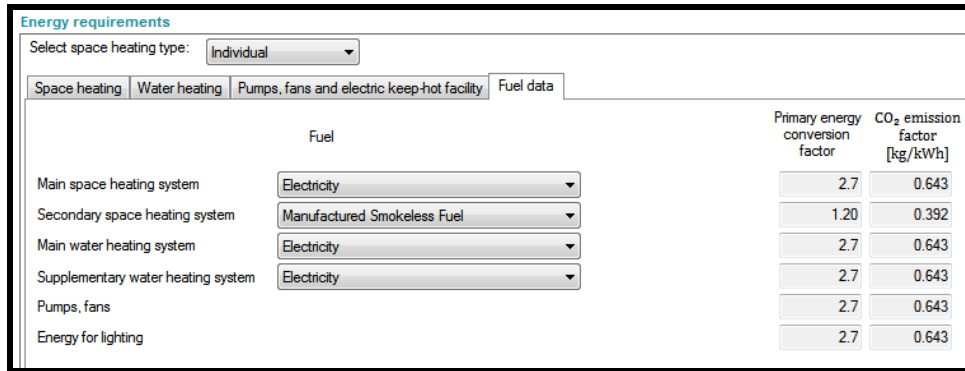 Energy requirements
Select space heating type: Individual
Space heating Water heating Pumps, fans and electric keep-hot facility Fuel data
Fuel Primary energy conversion factor CO₂ emission factor [kg/kWh]
Main space heating system Electricity 2.7 0.643
Secondary space heating system Manufactured Smokeless Fuel 1.20 0.392
Main water heating system Electricity 2.7 0.643
Supplementary water heating system Electricity 2.7 0.643
Pumps, fans 2.7 0.643
Energy for lighting 2.7 0.643